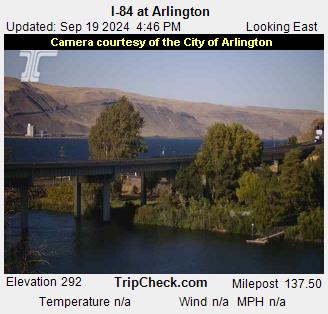 I-84 at Arlington
Updated: Sep 19 2024 4:46 PM Looking East
Camera courtesy of the City of Arlington
Elevation 292 TripCheck.com Milepost 137.50
Temperature n/a Wind n/a MPH n/a